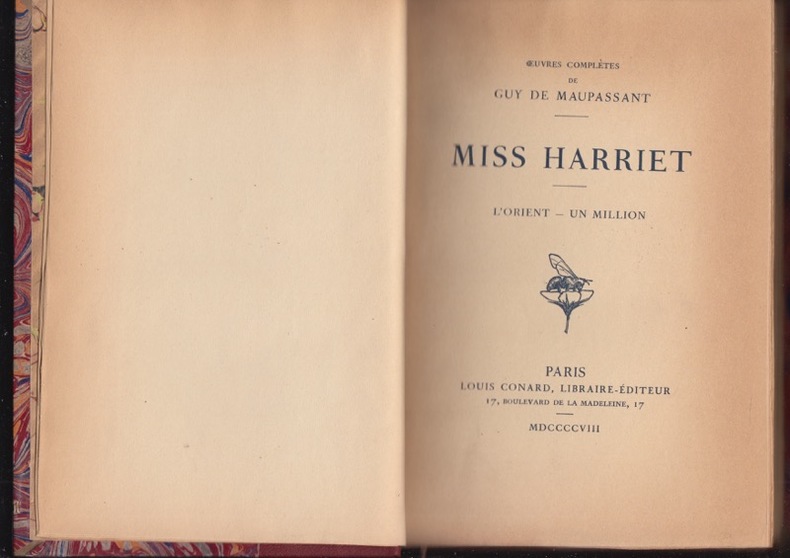 ŒUVRES COMPLÈTES
DE
GUY DE MAUPASSANT
MISS HARRIET
L'ORIENT — UN MILLION
PARIS
LOUIS CONARD, LIBRAIRE-ÉDITEUR
17, BOULEVARD DE LA MADELEINE, 17
MDCCCCVIII